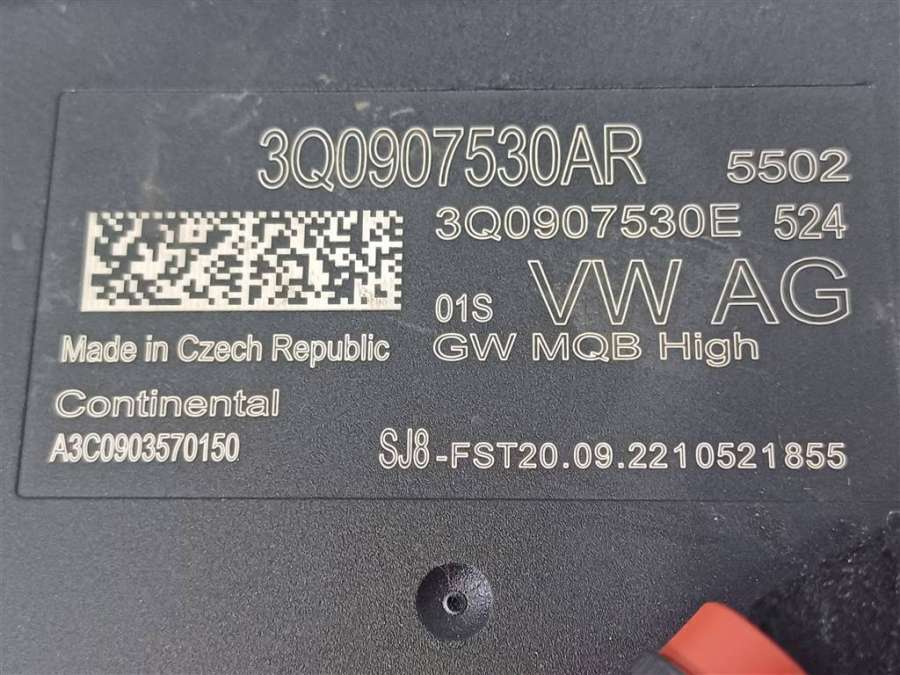 3Q0907530AR 5502
3Q0907530E 524
01S VW AG
Made in Czech Republic GW MQB High
Continental
A3C0903570150 SJ8-FST20.09.2210521855